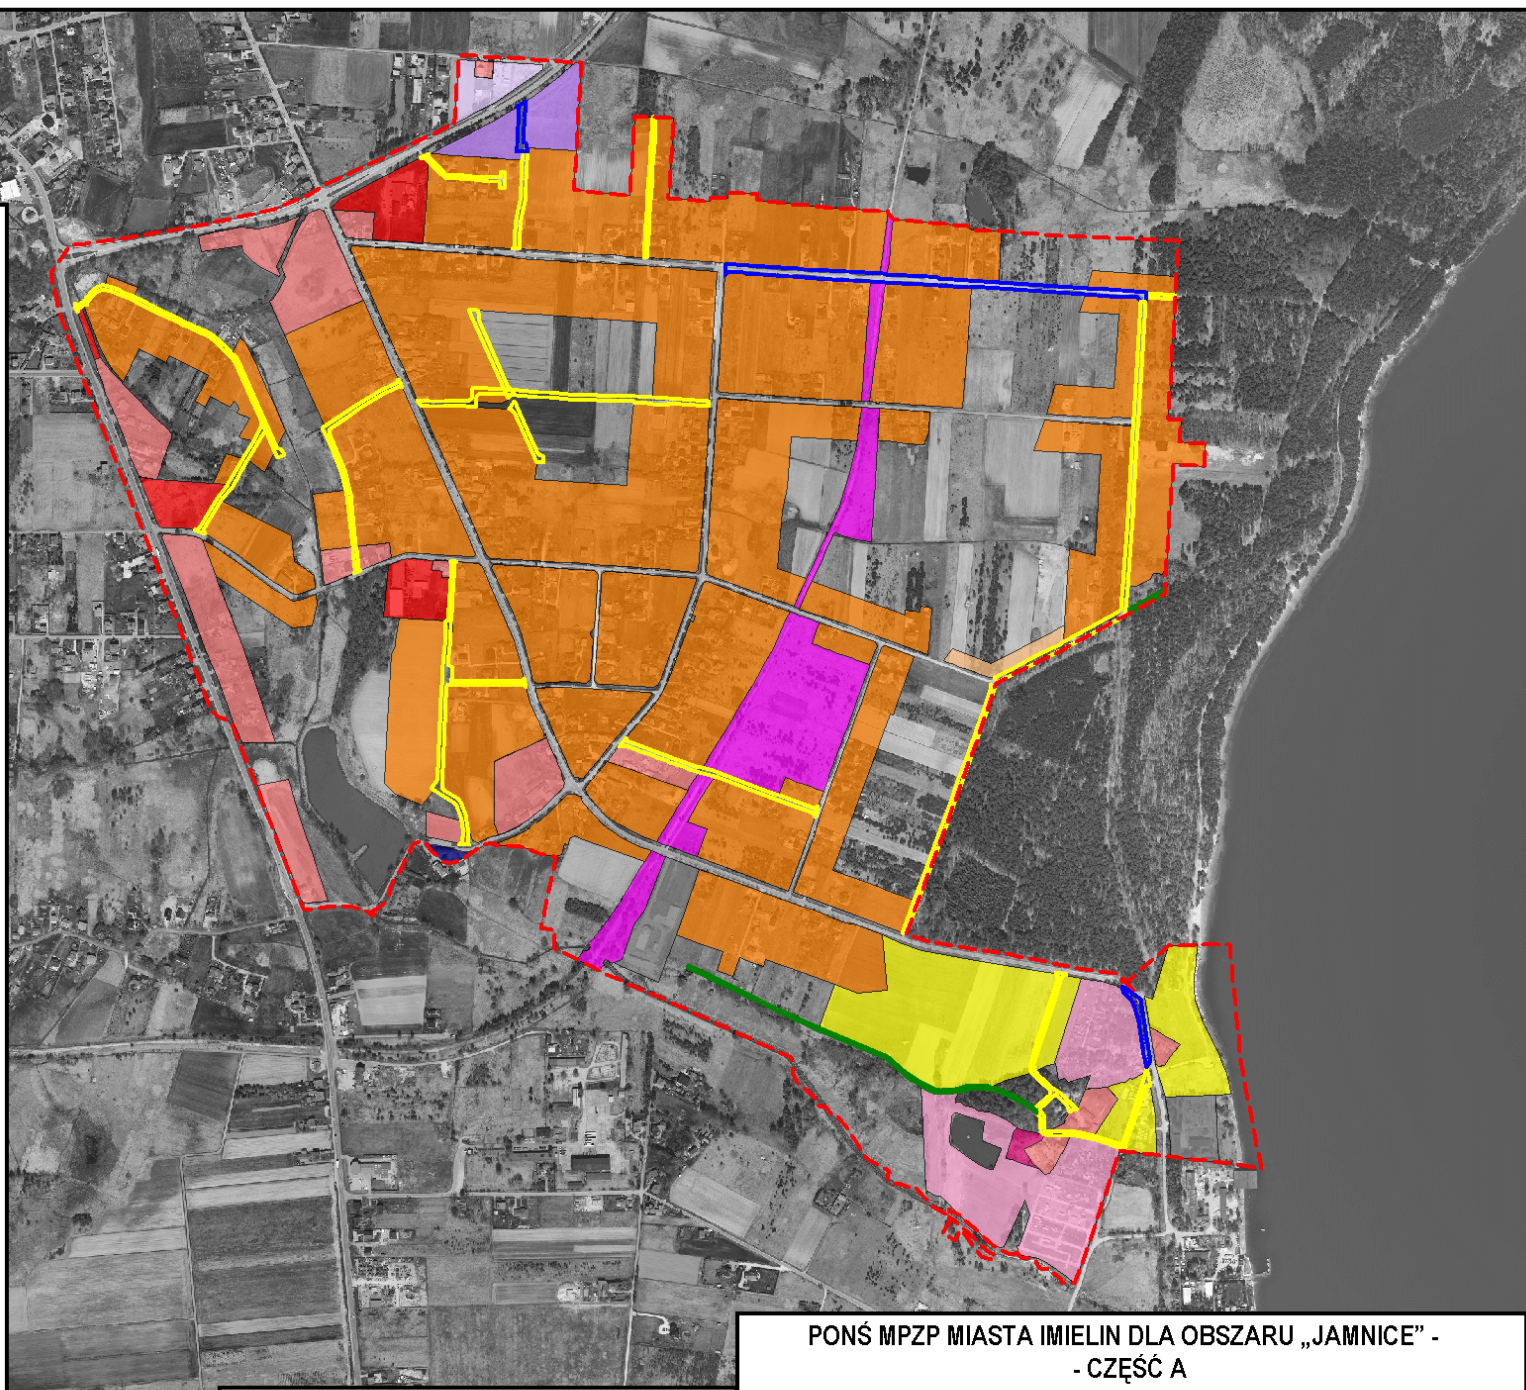 PONŚ MPZP MIASTA IMIELIN DLA OBSZARU „JAMNICE” -
- CZĘŚĆ A